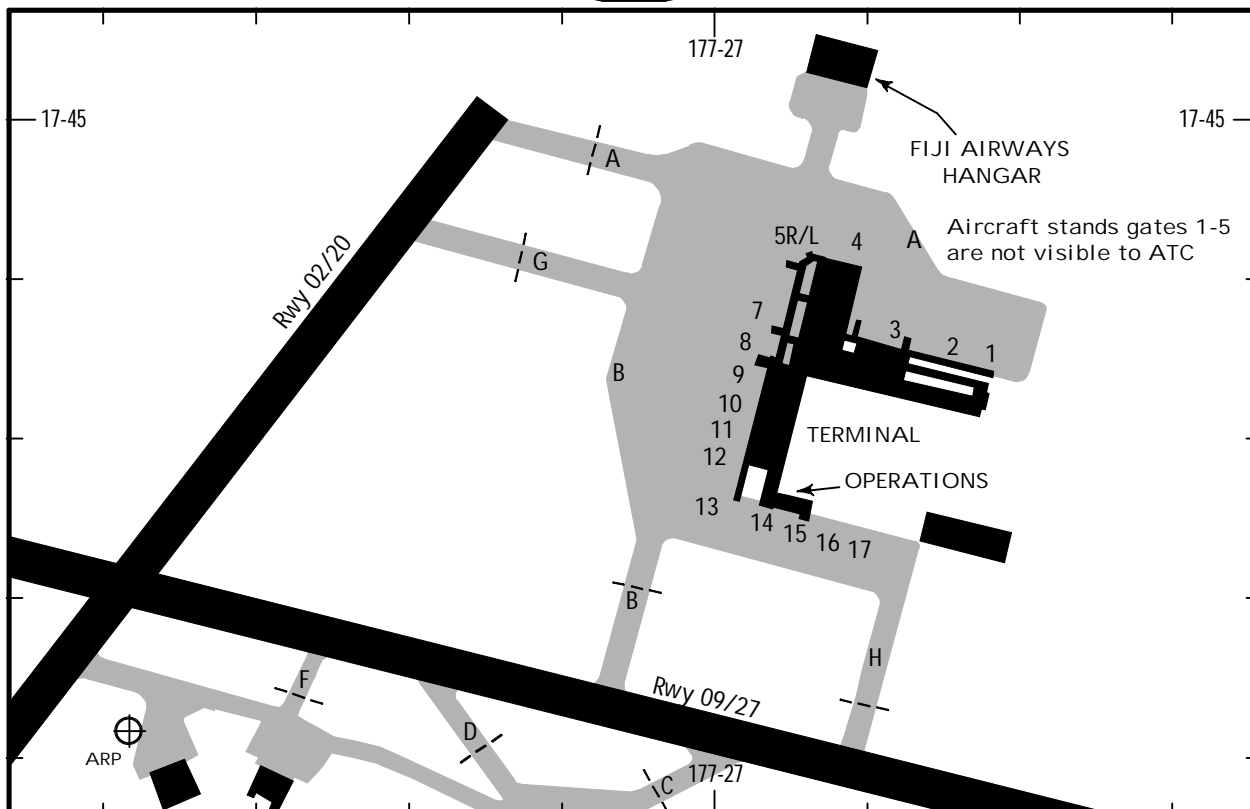 177-27
17-45
17-45
FIJI AIRWAYS
HANGAR
A
Aircraft stands gates 1-5
are not visible to ATC
A
5R/L
4
G
Rwy 02/20
7
3
8
2
1
B
9
10
11
TERMINAL
12
OPERATIONS
13
14
15
16
17
B
H
F
Rwy 09/27
D
ARP
177-27
C